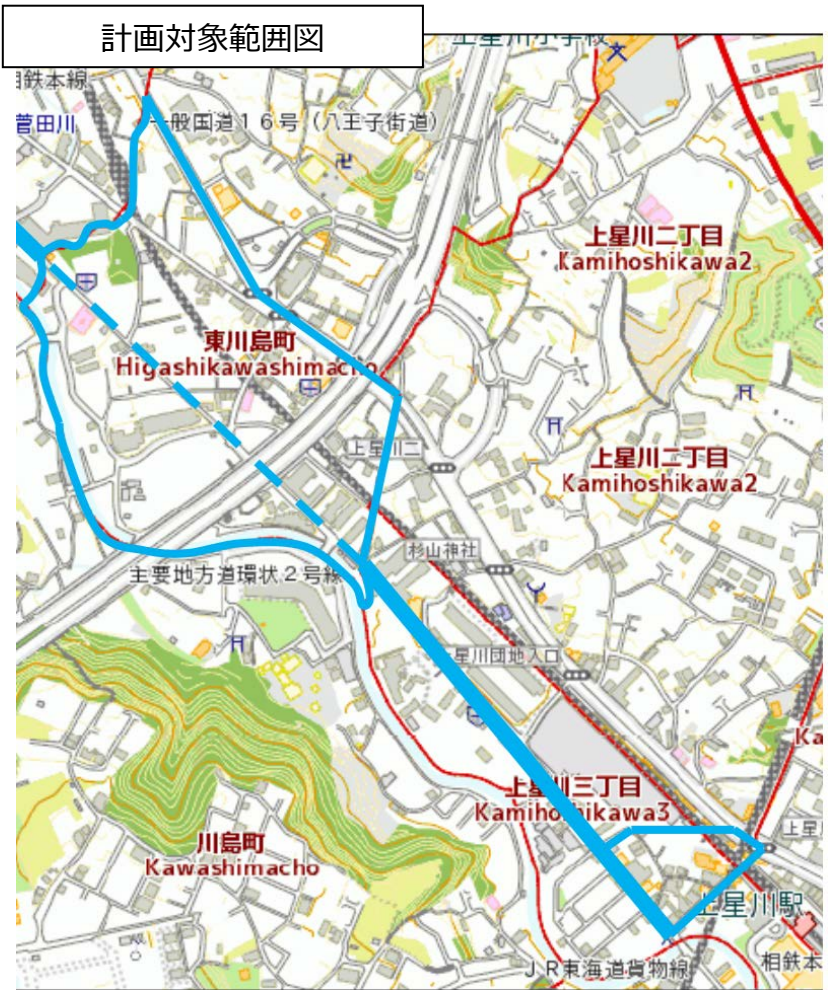 計画対象範囲図
上星川小学校
相鉄本線
菅田川
一般国道16号(八王子街道)
上星川二丁目
Kamihoshikawa2
東川島町
Higashikawashimacho
上星川二
上星川二丁目
Kamihoshikawa2
杉山神社
主要地方道環状2号線
星川団地入口
上星川三丁目
Kamihoshikawa3
Ka
川島町
Kawashimacho
上星
上星川駅
JR東海道貨物線
相鉄本